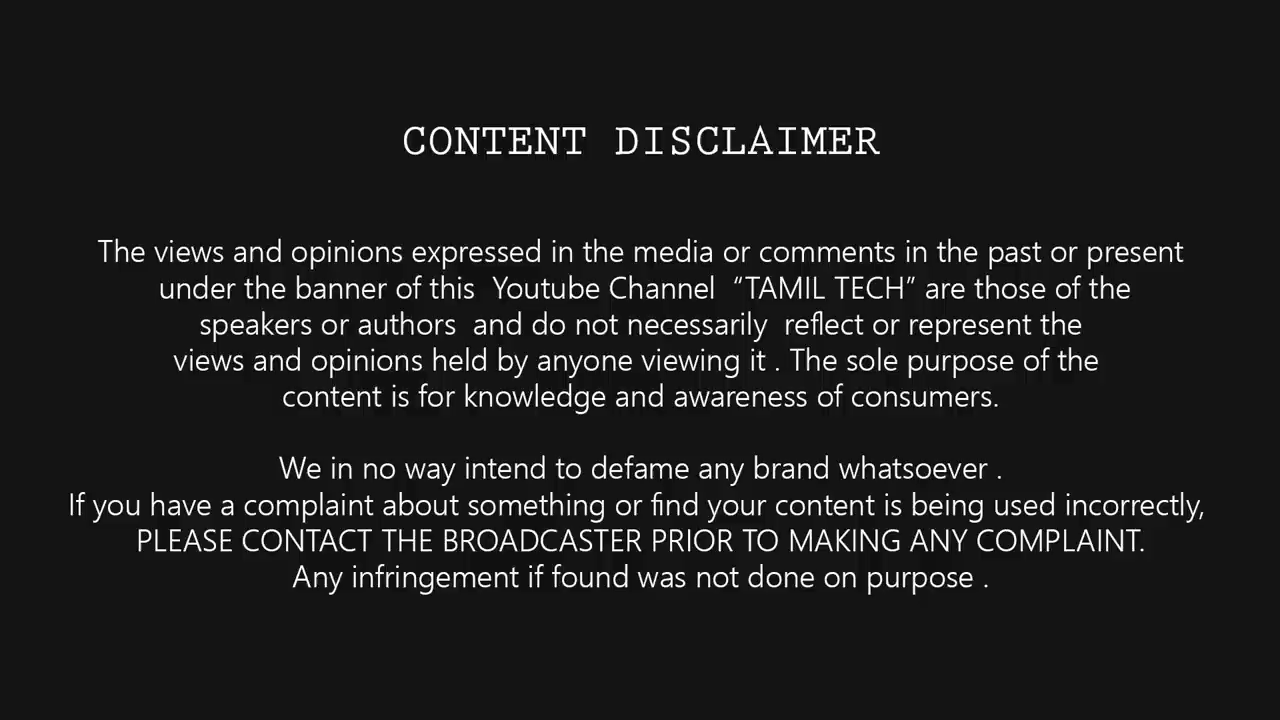 CONTENT DISCLAIMER
The views and opinions expressed in the media or comments in the past or present
under the banner of this  Youtube Channel  “TAMIL TECH” are those of the
speakers or authors  and do not necessarily  reflect or represent the
views and opinions held by anyone viewing it . The sole purpose of the
content is for knowledge and awareness of consumers.
We in no way intend to defame any brand whatsoever .
If you have a complaint about something or find your content is being used incorrectly,
PLEASE CONTACT THE BROADCASTER PRIOR TO MAKING ANY COMPLAINT.
Any infringement if found was not done on purpose .